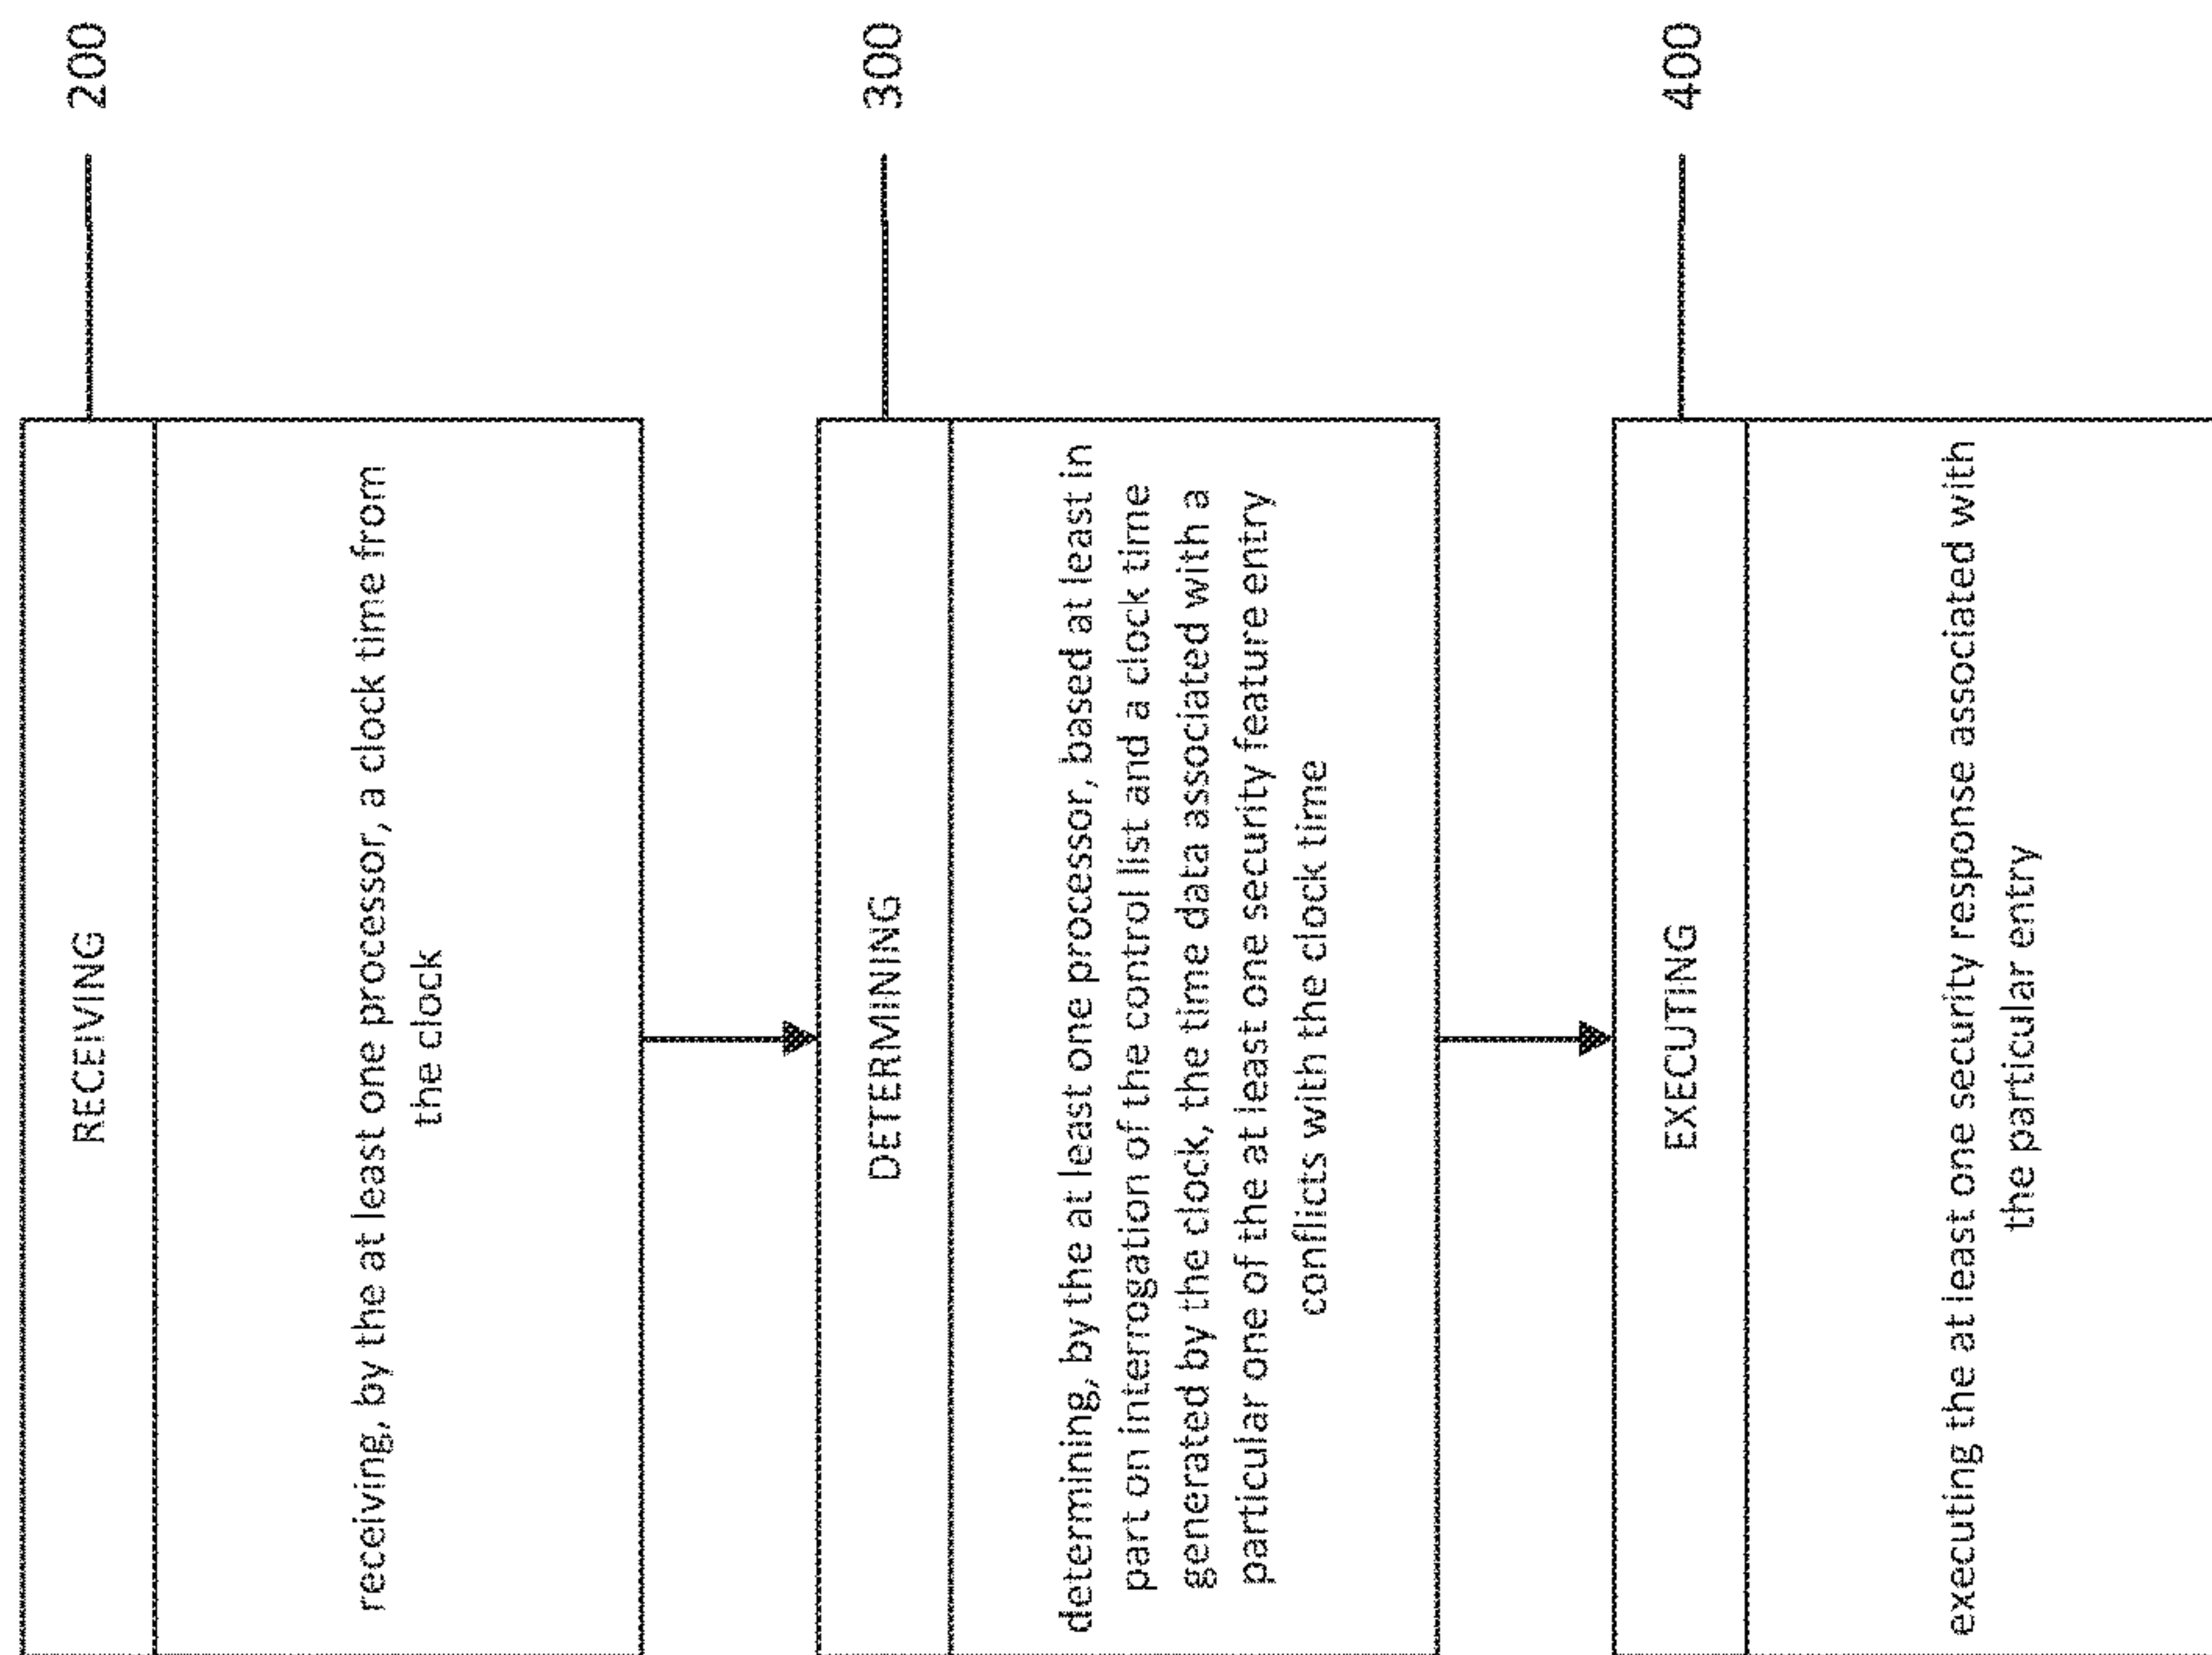 RECEIVING
200
receiving, by the at least one processor, a clock time from
the clock
DETERMINING
300
determining, by the at least one processor, based at least in
part on interrogation of the control list and a clock time
generated by the clock, the time data associated with a
particular one of the at least one security feature entry
conflicts with the clock time
EXECUTING
400
executing the at least one security response associated with
the particular entry